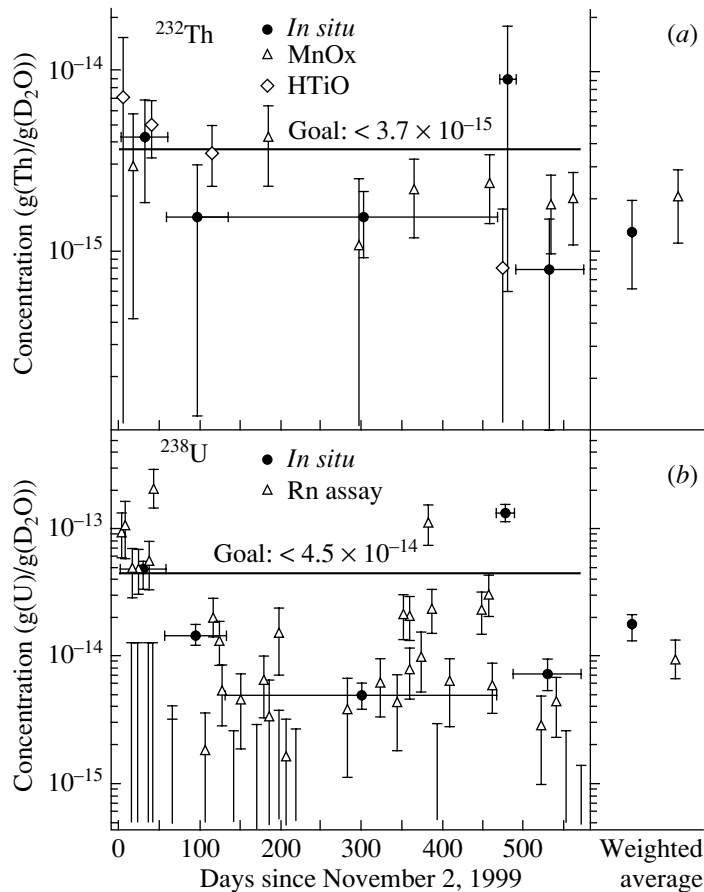 ²³²Th
In situ
MnOx
HTiO
(a)
Goal: < 3.7 × 10⁻¹⁵
10⁻¹⁴
10⁻¹⁵
Concentration (g(Th)/g(D₂O))
²³⁸U
In situ
Rn assay
(b)
Goal: < 4.5 × 10⁻¹⁴
10⁻¹³
10⁻¹⁴
10⁻¹⁵
Concentration (g(U)/g(D₂O))
0 100 200 300 400 500
Days since November 2, 1999
Weighted
average